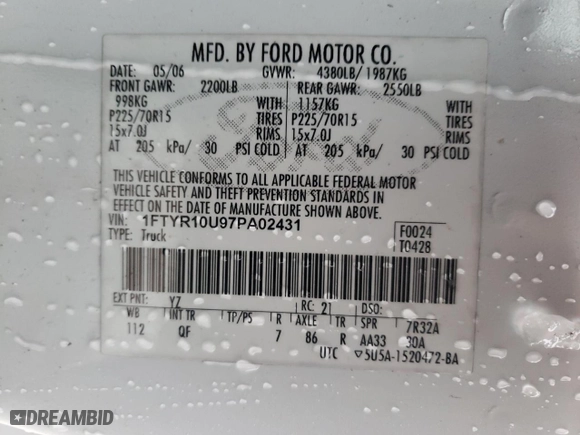 MFD. BY FORD MOTOR CO.
DATE: 05/06 GVWR: 4380LB/ 1987KG
FRONT GAWR: 2200LB REAR GAWR: 2550LB
998KG WITH 1157KG WITH
P225/70R15 TIRES P225/70R15 TIRES
15x7.0J RIMS 15x7.0J RIMS
AT 205 kPa/ 30 PSI COLD AT 205 kPa/ 30 PSI COLD
THIS VEHICLE CONFORMS TO ALL APPLICABLE FEDERAL MOTOR
VEHICLE SAFETY AND THEFT PREVENTION STANDARDS IN
EFFECT ON THE DATE OF MANUFACTURE SHOWN ABOVE.
VIN: 1FTYR10U97PA02431 F0024
TYPE: Truck T0428
EXT PNT: YZ RC: 21 DSO:
WB INT TR TP/PS R AXLE TR SPR 7R32A
112 QF 7 86 R AA33 30A
UTC ▽5U5A-1520472-BA
DREAMBID